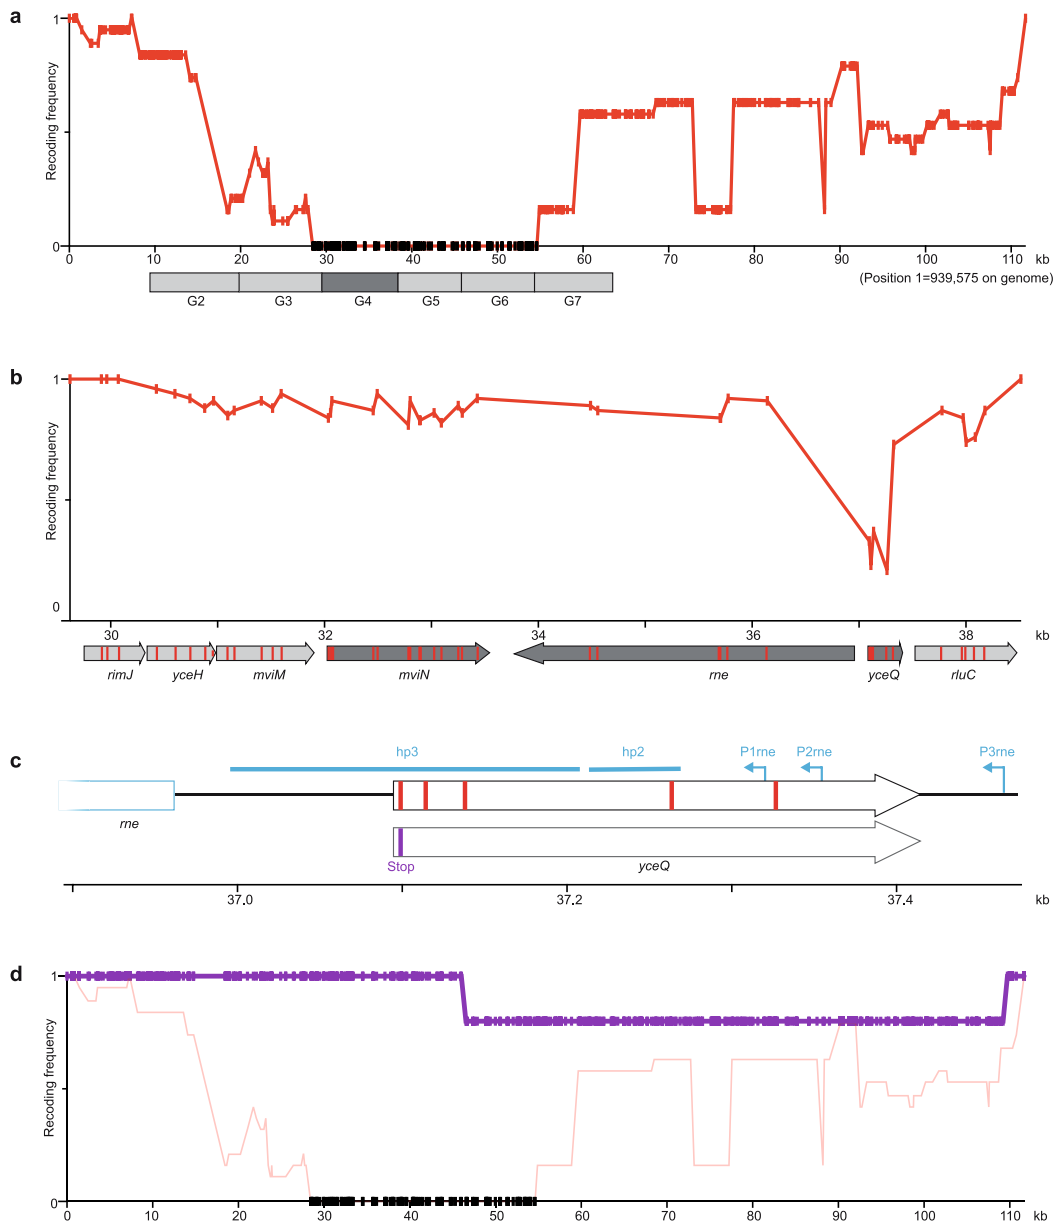 a
1
Recoding frequency
0
0 10 20 30 40 50 60 70 80 90 100 110 kb
(Position 1=939,575 on genome)
G2 G3 G4 G5 G6 G7
b
1
Recoding frequency
0
30 32 34 36 38 kb
rimJ yceH mviM mviN rne yceQ rluC
c
hp3 hp2 P1rne P2rne P3rne
rne
Stop yceQ
37.0 37.2 37.4 kb
d
1
Recoding frequency
0
0 10 20 30 40 50 60 70 80 90 100 110 kb